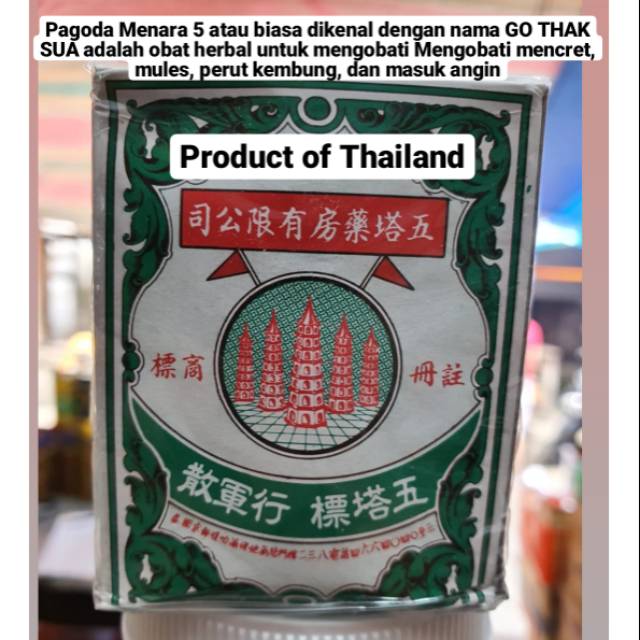 Pagoda Menara 5 atau biasa dikenal dengan nama GO THAK
SUA adalah obat herbal untuk mengobati Mengobati mencret,
mules, perut kembung, dan masuk angin
Product of Thailand
司公限有房藥塔五
標商 冊註
散軍行 標塔五